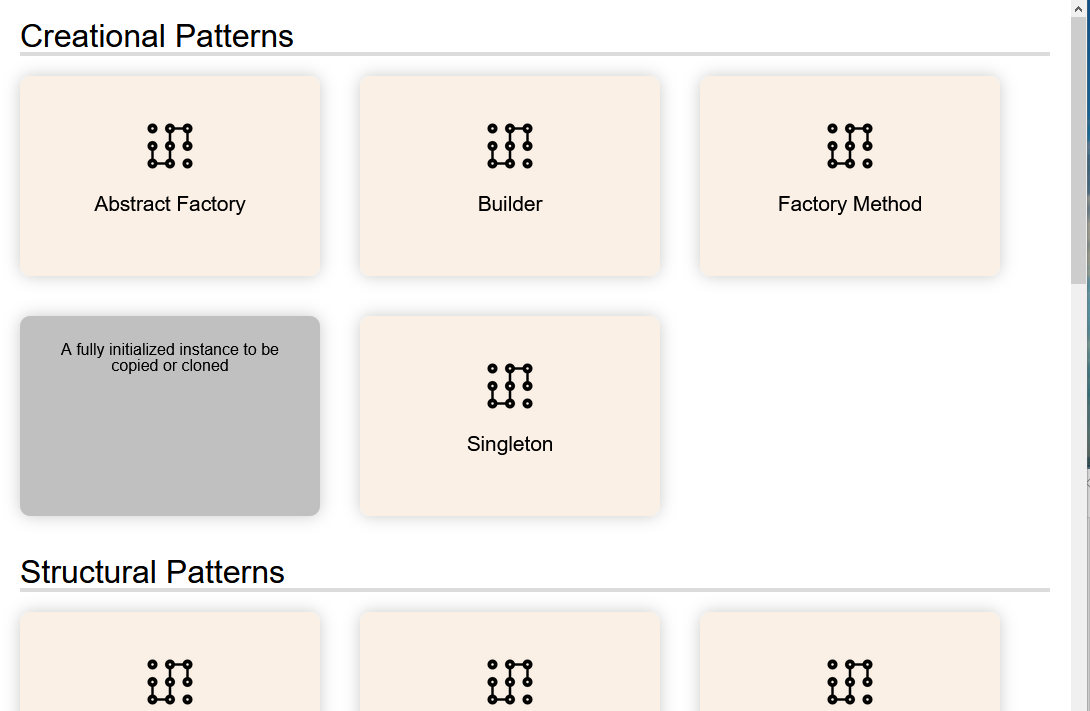 Creational Patterns
Abstract Factory
Builder
Factory Method
A fully initialized instance to be
copied or cloned
Singleton
Structural Patterns